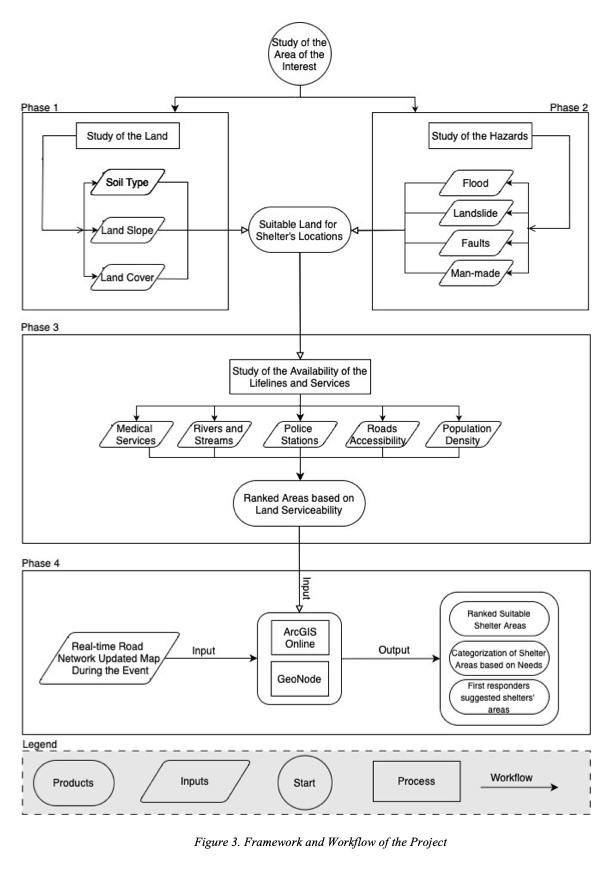 Study of the
Area of the
Interest
Phase 1
Phase 2
Study of the Land
Soil Type
Land Slope
Land Cover
Study of the Hazards
Flood
Landslide
Faults
Man-made
Suitable Land for
Shelter's Locations
Phase 3
Study of the Availability of the
Lifelines and Services
Medical
Services
Rivers and
Streams
Police
Stations
Roads
Accessibility
Population
Density
Ranked Areas based on
Land Serviceability
Phase 4
Input
Real-time Road
Network Updated Map
During the Event
Input
ArcGIS
Online
GeoNode
Output
Ranked Suitable
Shelter Areas
Categorization of Shelter
Areas based on Needs
First responders
suggested shelters'
areas
Legend
Products
Inputs
Start
Process
Workflow
Figure 3. Framework and Workflow of the Project